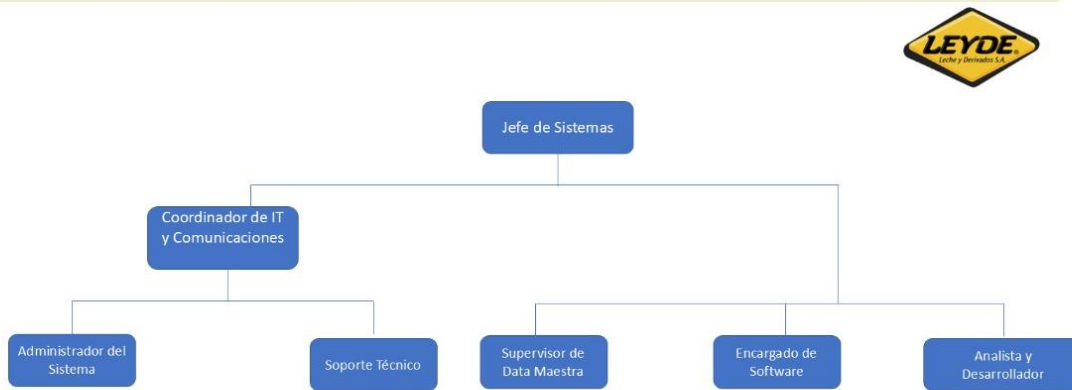 LEYDE.
Leche y Derivados S.A.
Jefe de Sistemas
Coordinador de IT
y Comunicaciones
Administrador del
Sistema
Soporte Técnico
Supervisor de
Data Maestra
Encargado de
Software
Analista y
Desarrollador